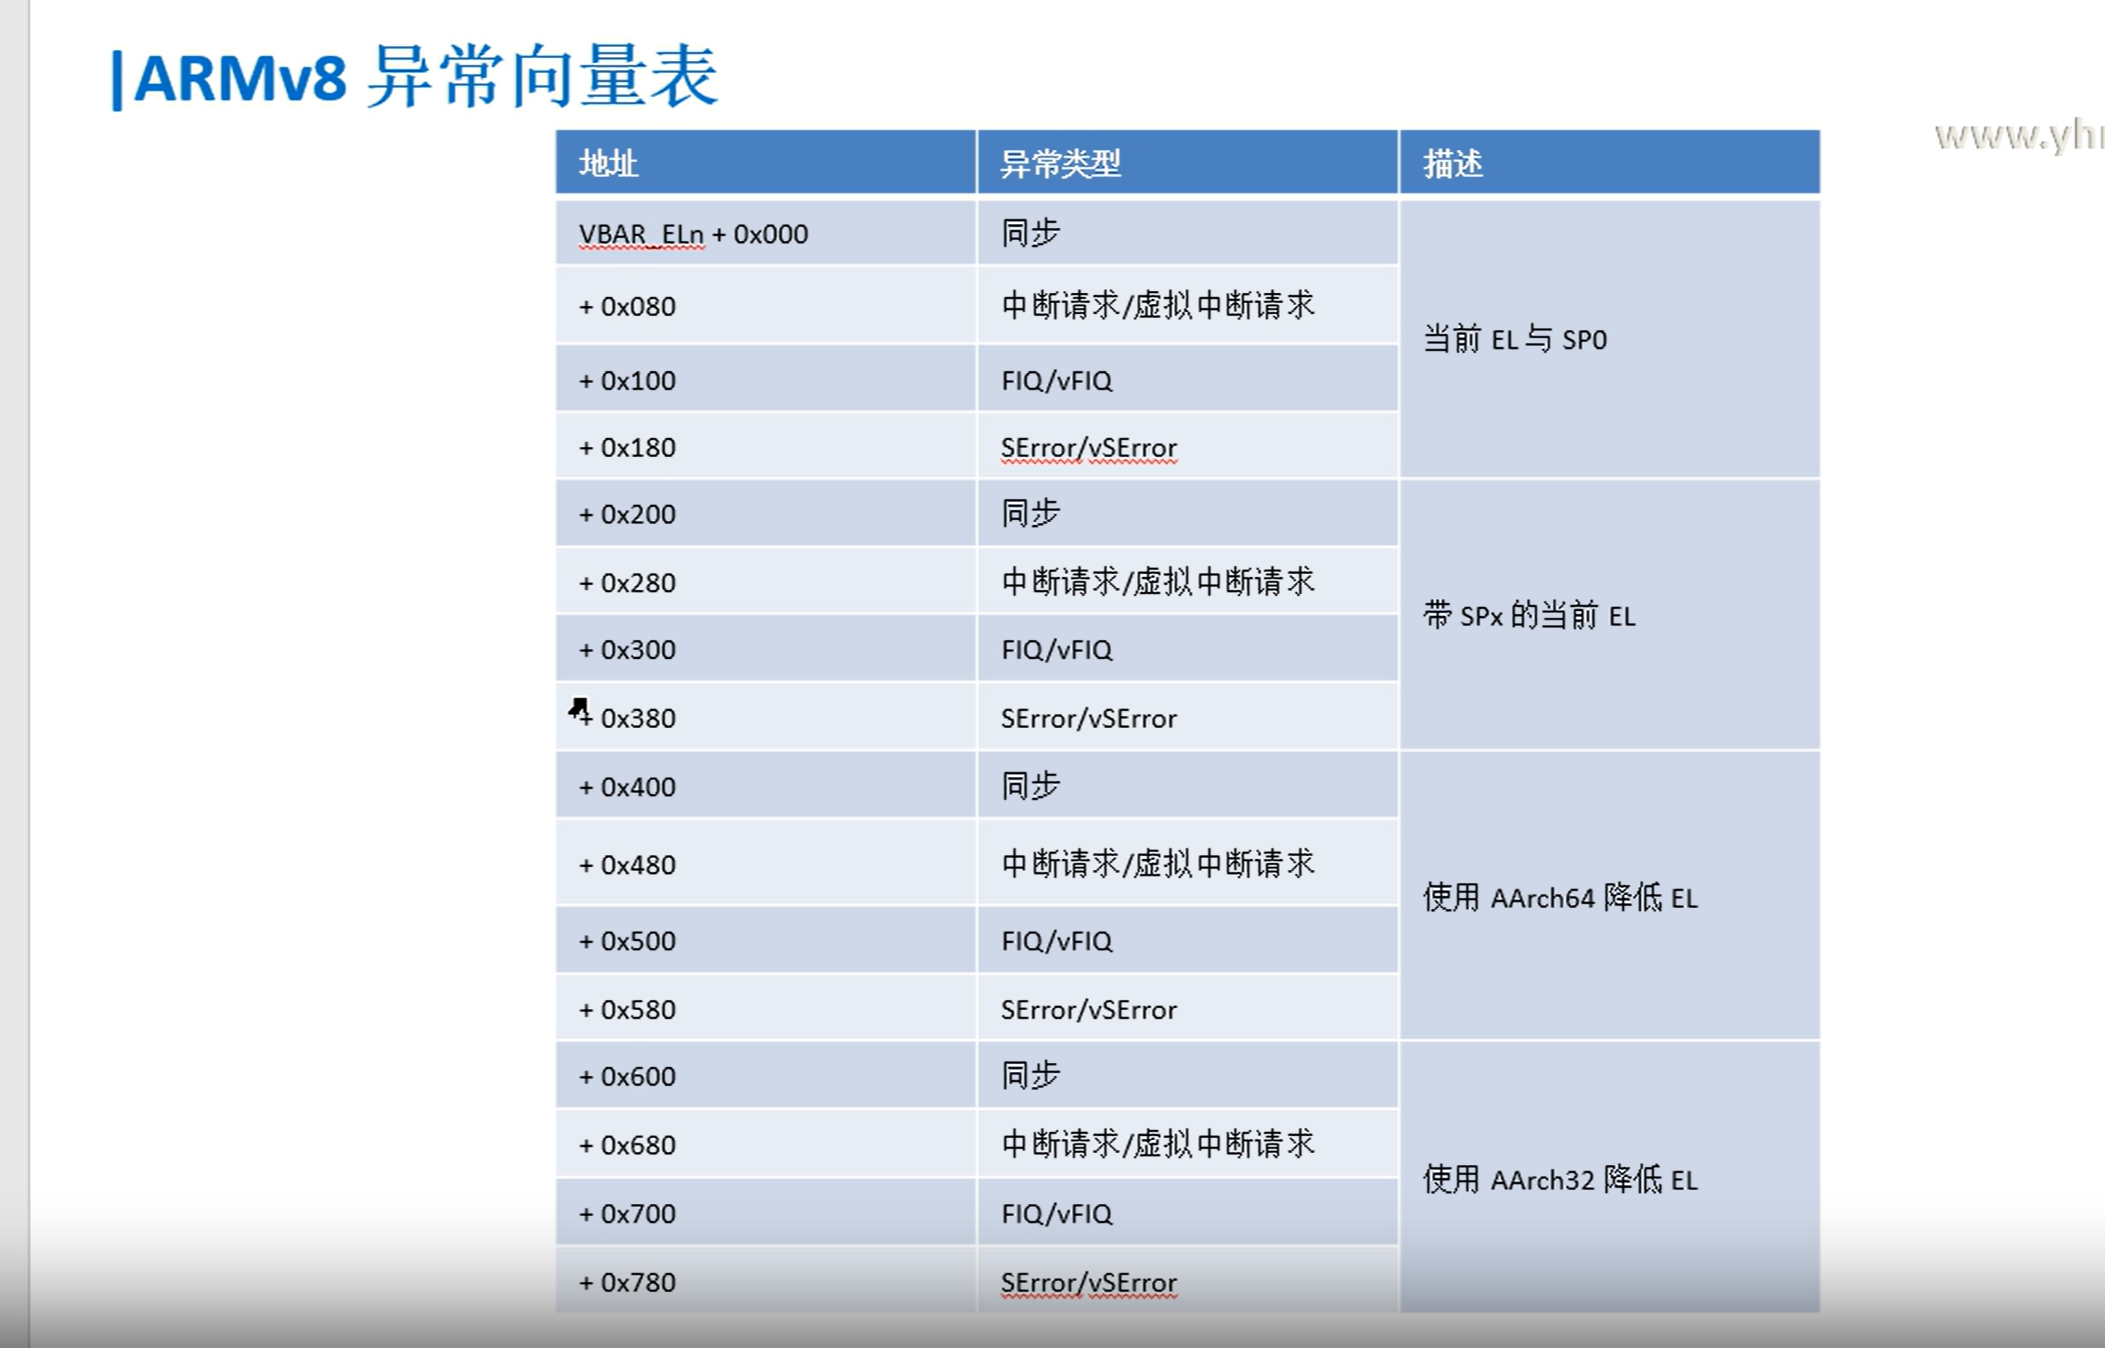 |ARMv8 异常向量表
www.yh
地址 异常类型 描述
VBAR_ELn + 0x000 同步
+ 0x080 中断请求/虚拟中断请求
当前 EL 与 SP0
+ 0x100 FIQ/vFIQ
+ 0x180 SError/vSError
+ 0x200 同步
+ 0x280 中断请求/虚拟中断请求
带 SPx 的当前 EL
+ 0x300 FIQ/vFIQ
+ 0x380 SError/vSError
+ 0x400 同步
+ 0x480 中断请求/虚拟中断请求
使用 AArch64 降低 EL
+ 0x500 FIQ/vFIQ
+ 0x580 SError/vSError
+ 0x600 同步
+ 0x680 中断请求/虚拟中断请求
使用 AArch32 降低 EL
+ 0x700 FIQ/vFIQ
+ 0x780 SError/vSError